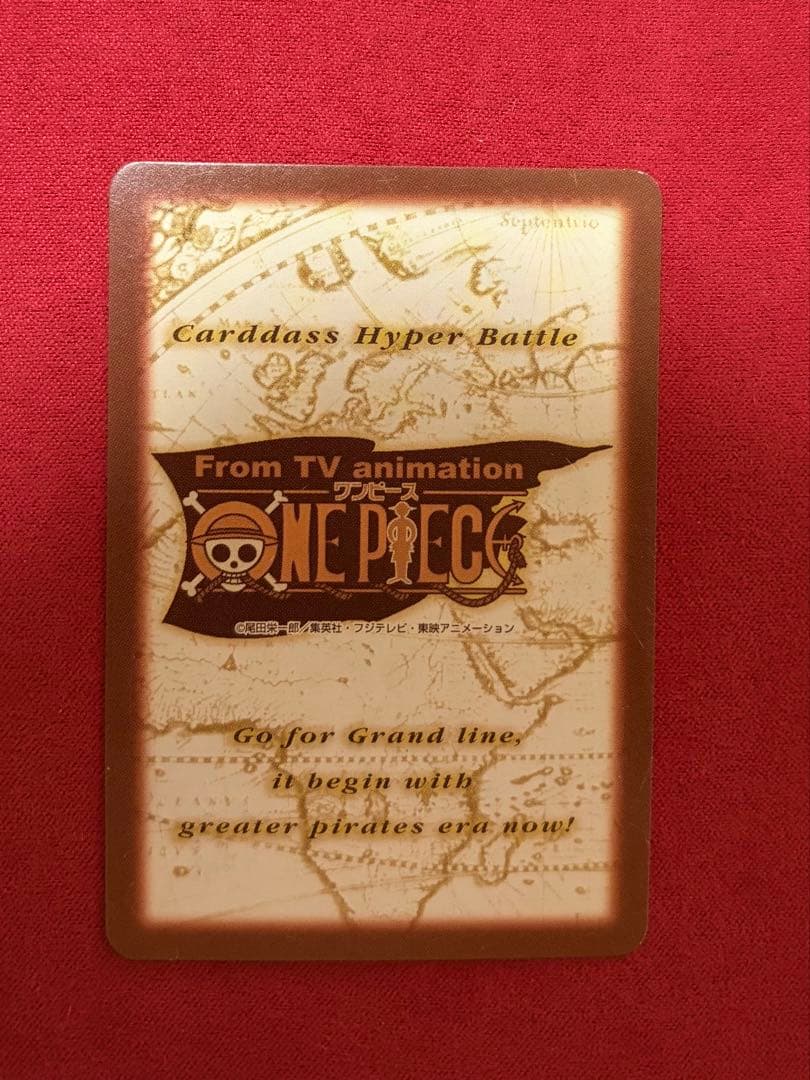 Septentrio
Carddass Hyper Battle
From TV animation
ワンピース
ONE PIECE
©尾田栄一郎／集英社・フジテレビ・東映アニメーション
Go for Grand line,
it begin with
greater pirates era now!